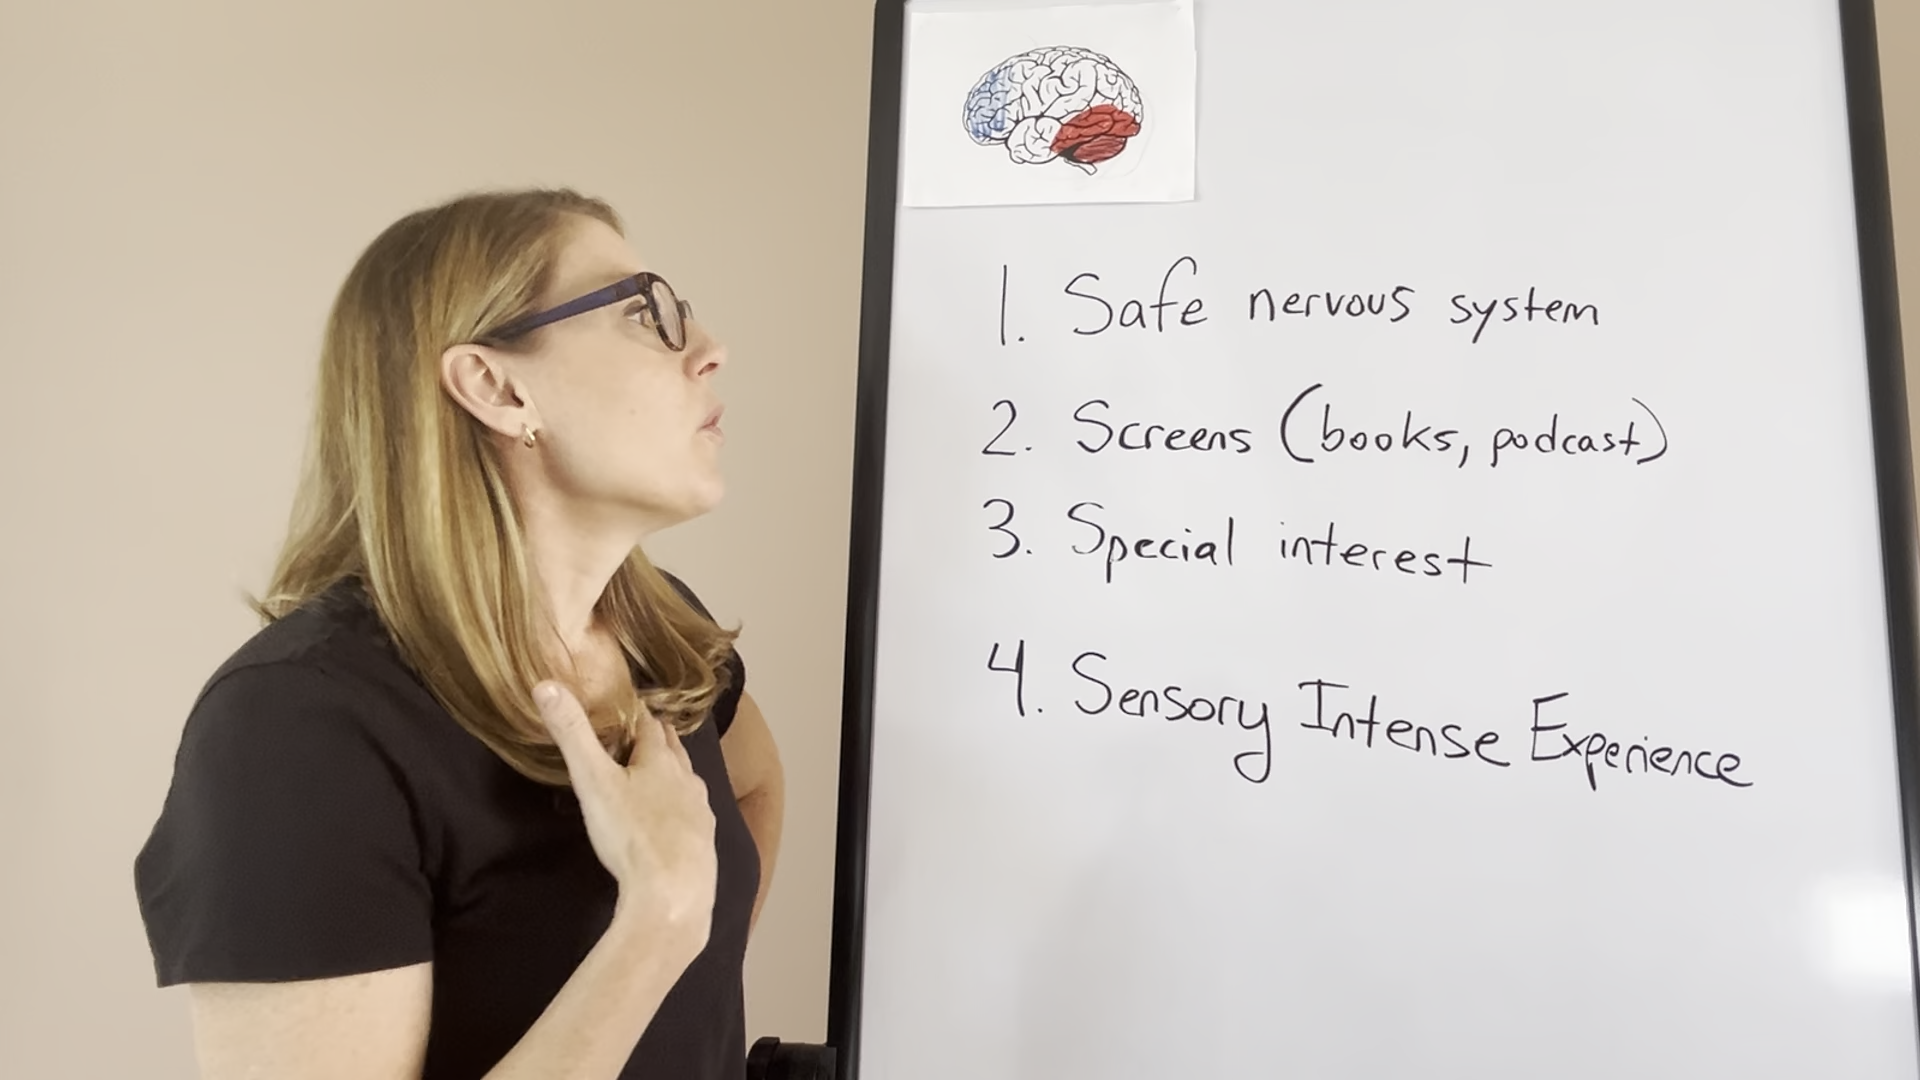 1. Safe nervous system
2. Screens (books, podcast)
3. Special interest
4. Sensory Intense Experience